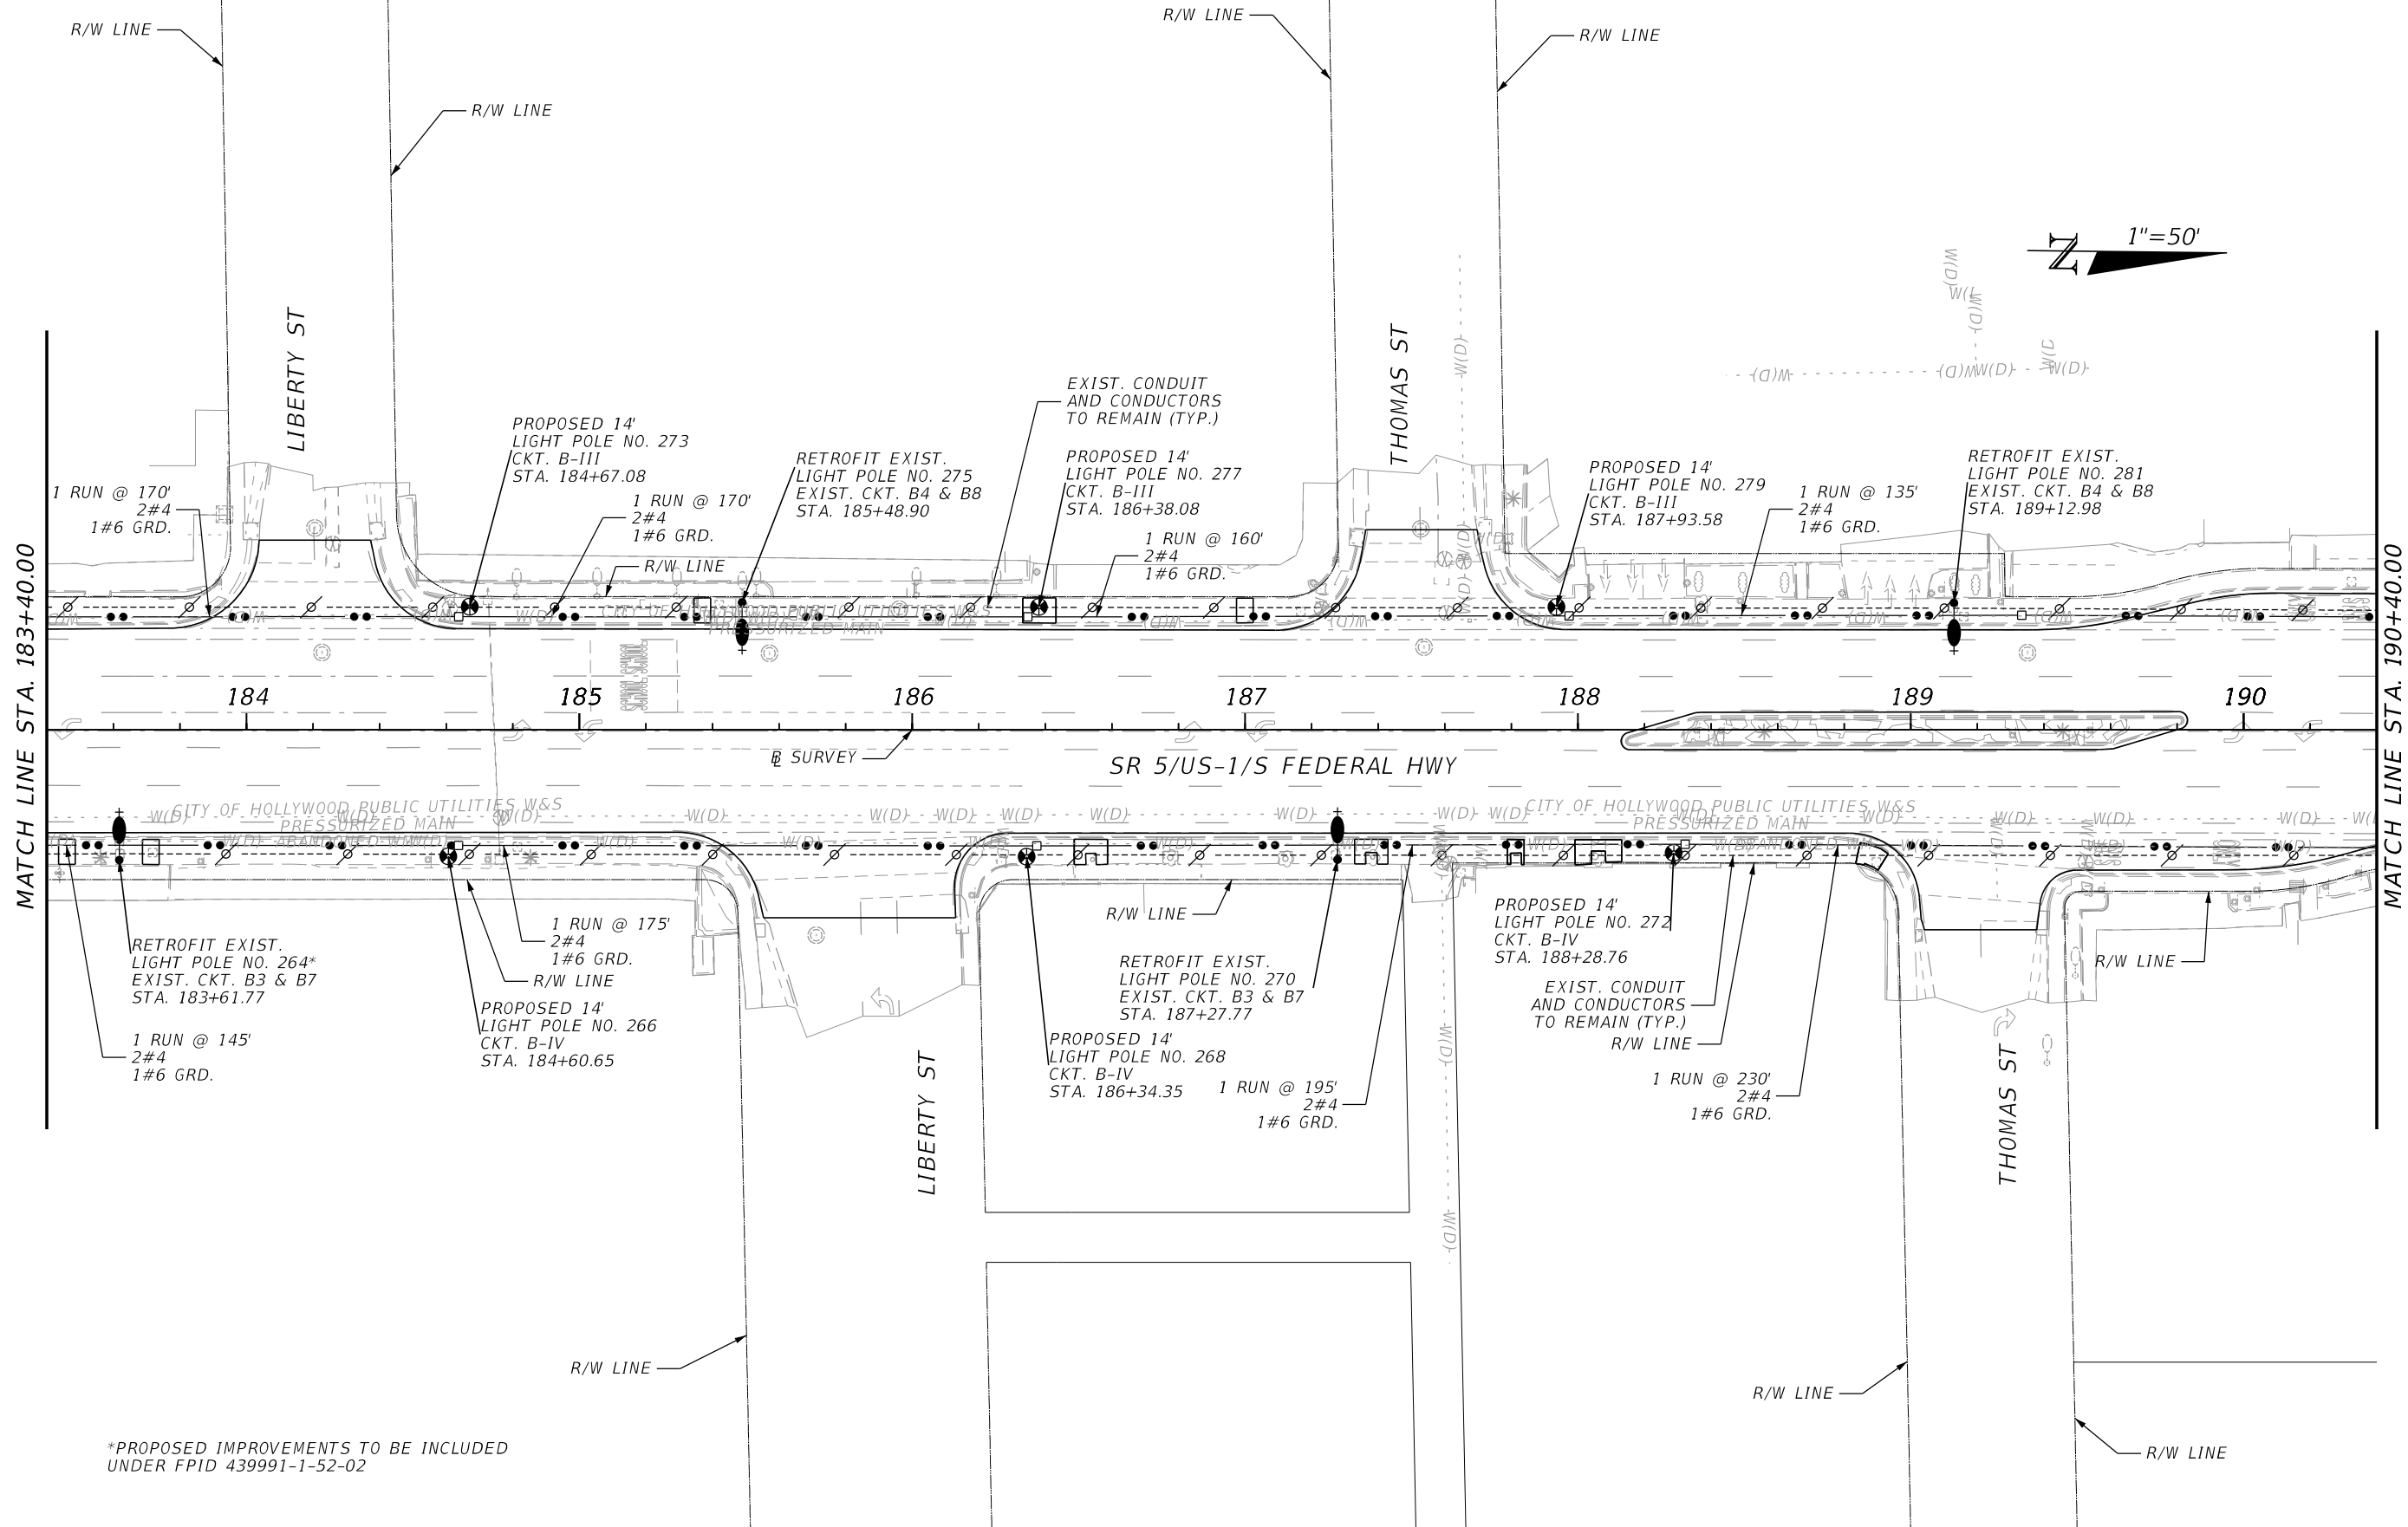 R/W LINE
R/W LINE
R/W LINE
R/W LINE
1"=50'
N
LIBERTY ST
THOMAS ST
EXIST. CONDUIT
AND CONDUCTORS
TO REMAIN (TYP.)
PROPOSED 14'
LIGHT POLE NO. 273
CKT. B-III
STA. 184+67.08
RETROFIT EXIST.
LIGHT POLE NO. 275
EXIST. CKT. B4 & B8
STA. 185+48.90
PROPOSED 14'
LIGHT POLE NO. 277
CKT. B-III
STA. 186+38.08
PROPOSED 14'
LIGHT POLE NO. 279
CKT. B-III
STA. 187+93.58
RETROFIT EXIST.
LIGHT POLE NO. 281
EXIST. CKT. B4 & B8
STA. 189+12.98
1 RUN @ 170'
2#4
1#6 GRD.
1 RUN @ 170'
2#4
1#6 GRD.
1 RUN @ 160'
2#4
1#6 GRD.
1 RUN @ 135'
2#4
1#6 GRD.
R/W LINE
MATCH LINE STA. 183+40.00
MATCH LINE STA. 190+40.00
CITY OF HOLLYWOOD PUBLIC UTILITIES W&S
PRESSURIZED MAIN
184
185
186
187
188
189
190
BL SURVEY
SR 5/US-1/S FEDERAL HWY
CITY OF HOLLYWOOD PUBLIC UTILITIES W&S
PRESSURIZED MAIN
CITY OF HOLLYWOOD PUBLIC UTILITIES W&S
PRESSURIZED MAIN
W(D)
W(D)
W(D)
W(D)
W(D)
W(D)
RETROFIT EXIST.
LIGHT POLE NO. 264*
EXIST. CKT. B3 & B7
STA. 183+61.77
1 RUN @ 145'
2#4
1#6 GRD.
1 RUN @ 175'
2#4
1#6 GRD.
R/W LINE
PROPOSED 14'
LIGHT POLE NO. 266
CKT. B-IV
STA. 184+60.65
R/W LINE
RETROFIT EXIST.
LIGHT POLE NO. 270
EXIST. CKT. B3 & B7
STA. 187+27.77
PROPOSED 14'
LIGHT POLE NO. 268
CKT. B-IV
STA. 186+34.35
1 RUN @ 195'
2#4
1#6 GRD.
PROPOSED 14'
LIGHT POLE NO. 272
CKT. B-IV
STA. 188+28.76
EXIST. CONDUIT
AND CONDUCTORS
TO REMAIN (TYP.)
R/W LINE
1 RUN @ 230'
2#4
1#6 GRD.
R/W LINE
LIBERTY ST
THOMAS ST
R/W LINE
R/W LINE
R/W LINE
*PROPOSED IMPROVEMENTS TO BE INCLUDED
UNDER FPID 439991-1-52-02